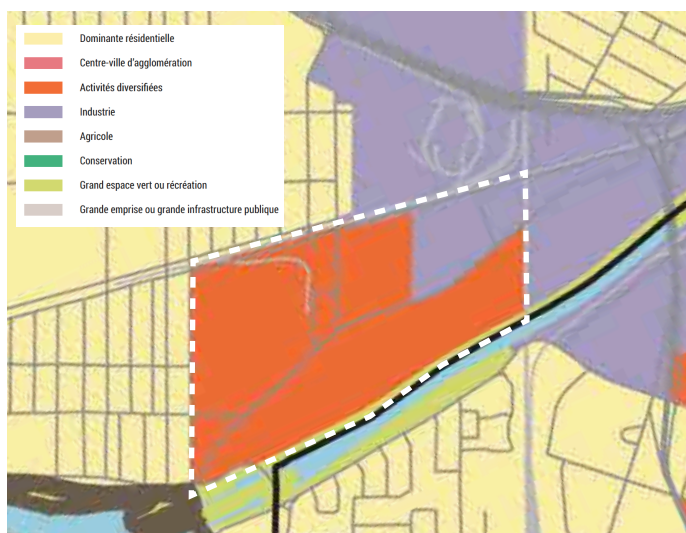 Dominante résidentielle
Centre-ville d'agglomération
Activités diversifiées
Industrie
Agricole
Conservation
Grand espace vert ou récréation
Grande emprise ou grande infrastructure publique